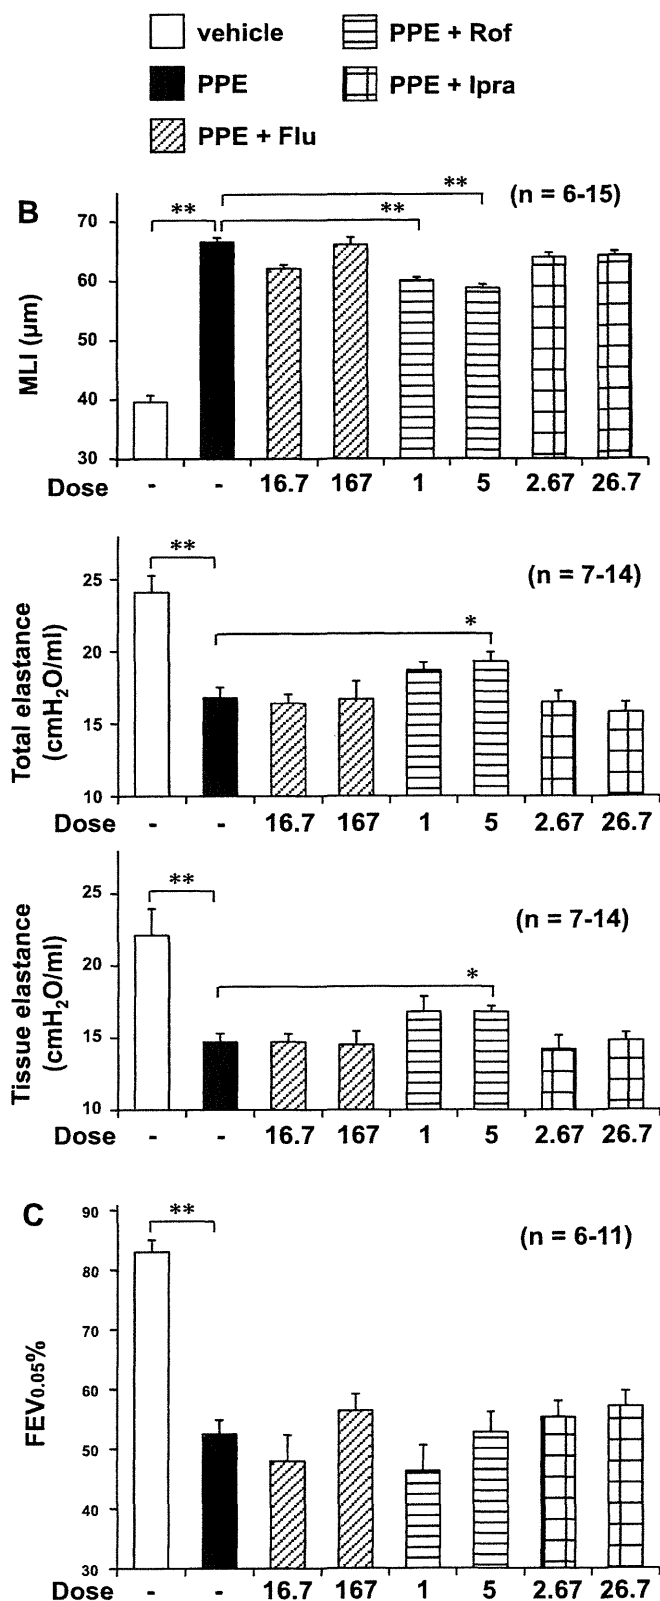 vehicle
PPE
PPE + Flu
PPE + Rof
PPE + Ipra
B
(n = 6-15)
**
**
**
MLI (µm)
70
60
50
40
30
Dose - - 16.7 167 1 5 2.67 26.7
(n = 7-14)
**
*
Total elastance
(cmH₂O/ml)
25
20
15
10
Dose - - 16.7 167 1 5 2.67 26.7
(n = 7-14)
**
*
Tissue elastance
(cmH₂O/ml)
25
20
15
10
Dose - - 16.7 167 1 5 2.67 26.7
C
(n = 6-11)
**
FEV0.05%
90
80
70
60
50
40
30
Dose - - 16.7 167 1 5 2.67 26.7